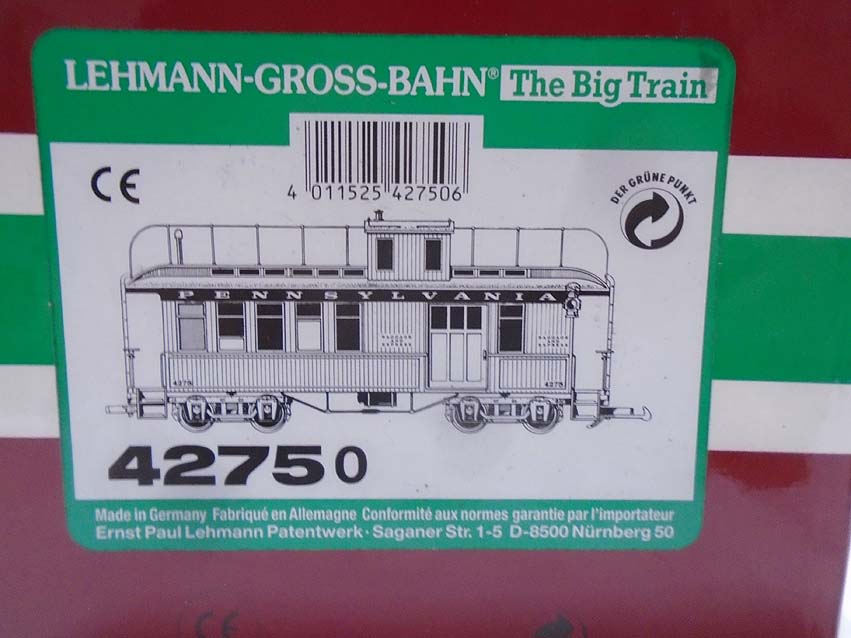 LEHMANN-GROSS-BAHN® The Big Train
CE
4 011525 427506
DER GRÜNE PUNKT
PENNSYLVANIA
4275 4275
42750
Made in Germany Fabriqué en Allemagne Conformité aux normes garantie par l'importateur
Ernst Paul Lehmann Patentwerk · Saganer Str. 1-5 D-8500 Nürnberg 50
CE